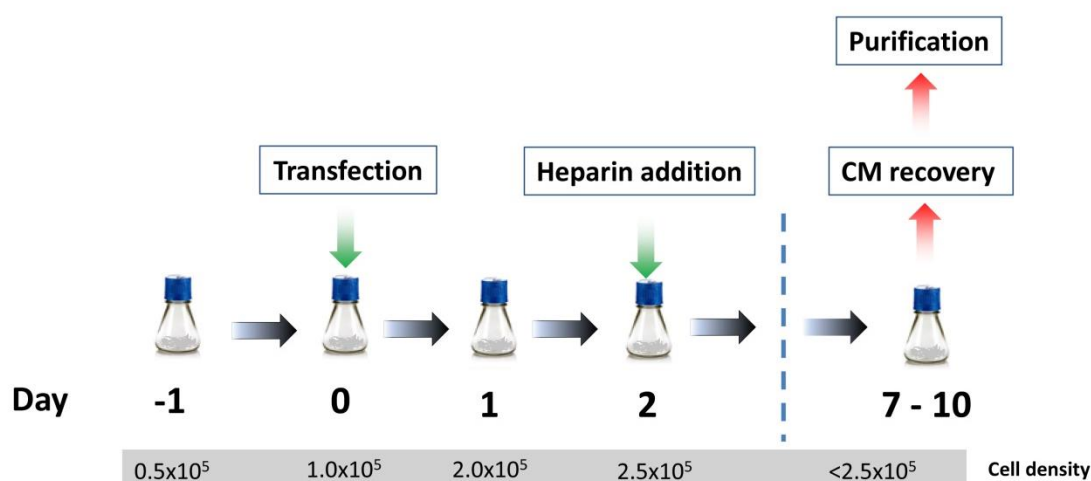 Purification
Transfection
Heparin addition
CM recovery
Day -1 0 1 2 7 - 10
0.5x10⁵ 1.0x10⁵ 2.0x10⁵ 2.5x10⁵ <2.5x10⁵ Cell density